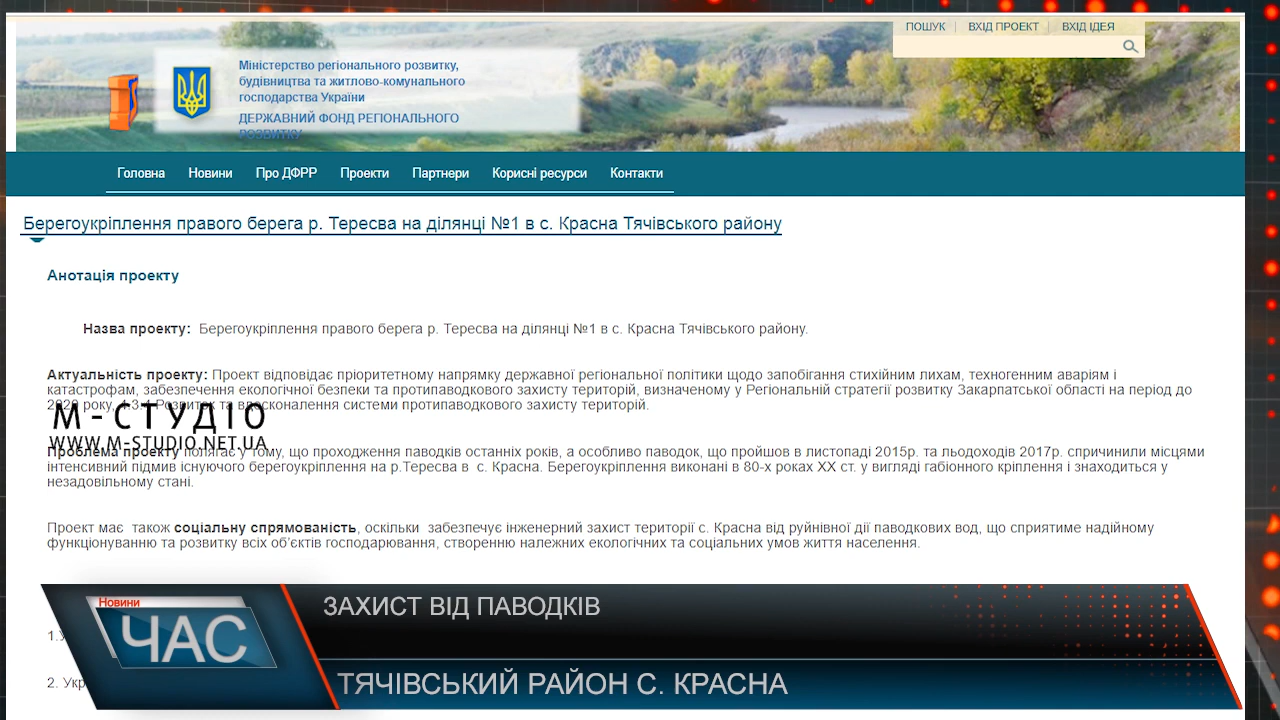 ПОШУК ВХІД ПРОЕКТ ВХІД ІДЕЯ
Міністерство регіонального розвитку,
будівництва та житлово-комунального
господарства України
ДЕРЖАВНИЙ ФОНД РЕГІОНАЛЬНОГО
РОЗВИТКУ
Головна Новини Про ДФРР Проекти Партнери Корисні ресурси Контакти
Берегоукріплення правого берега р. Тересва на ділянці №1 в с. Красна Тячівського району
Анотація проекту
Назва проекту: Берегоукріплення правого берега р. Тересва на ділянці №1 в с. Красна Тячівського району.
Актуальність проекту: Проект відповідає пріоритетному напрямку державної регіональної політики щодо запобігання стихійним лихам, техногенним аваріям і
катастрофам, забезпечення екологічної безпеки та протипаводкового захисту територій, визначеному у Регіональній стратегії розвитку Закарпатської області на період до
2020 року. Розвиток та вдосконалення системи протипаводкового захисту територій.
М-СТУДІО
WWW.M-STUDIO.NET.UA
Проблема проекту полягає у тому, що проходження паводків останніх років, а особливо паводок, що пройшов в листопаді 2015р. та льодоходів 2017р. спричинили місцями
інтенсивний підмив існуючого берегоукріплення на р.Тересва в с. Красна. Берегоукріплення виконані в 80-х роках ХХ ст. у вигляді габіонного кріплення і знаходиться у
незадовільному стані.
Проект має також соціальну спрямованість, оскільки забезпечує інженерний захист території с. Красна від руйнівної дії паводкових вод, що сприятиме надійному
функціонуванню та розвитку всіх об'єктів господарювання, створенню належних екологічних та соціальних умов життя населення.
Новини
ЧАС
ЗАХИСТ ВІД ПАВОДКІВ
1.
2. Укр
ТЯЧІВСЬКИЙ РАЙОН С. КРАСНА